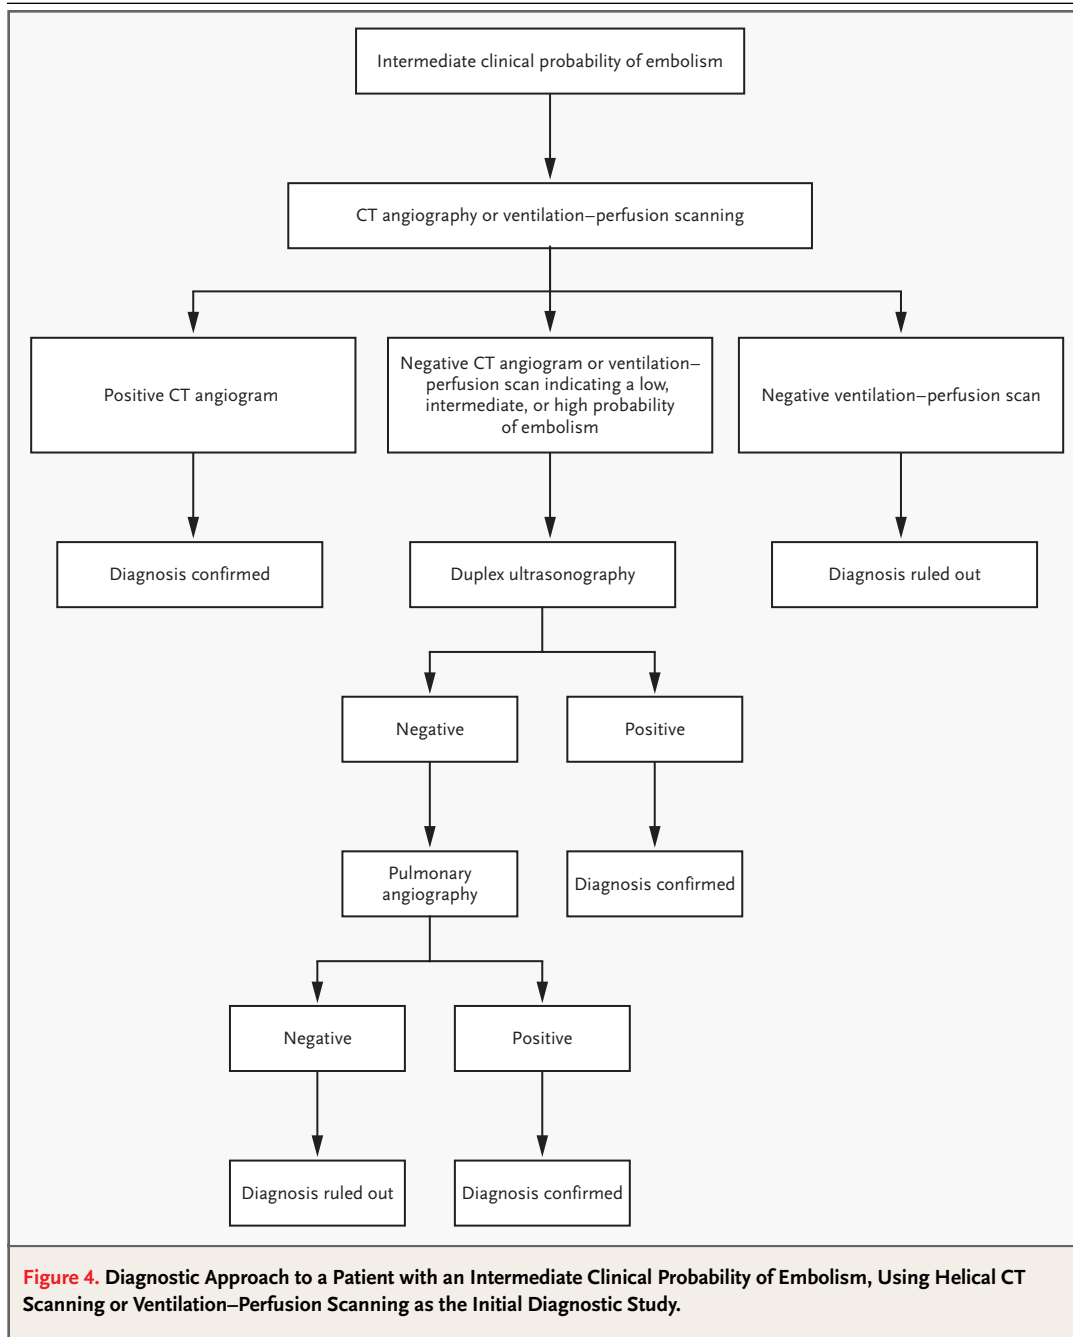 Intermediate clinical probability of embolism
CT angiography or ventilation–perfusion scanning
Positive CT angiogram
Negative CT angiogram or ventilation–
perfusion scan indicating a low,
intermediate, or high probability
of embolism
Negative ventilation–perfusion scan
Diagnosis confirmed
Duplex ultrasonography
Diagnosis ruled out
Negative
Positive
Pulmonary
angiography
Diagnosis confirmed
Negative
Positive
Diagnosis ruled out
Diagnosis confirmed
Figure 4. Diagnostic Approach to a Patient with an Intermediate Clinical Probability of Embolism, Using Helical CT
Scanning or Ventilation–Perfusion Scanning as the Initial Diagnostic Study.